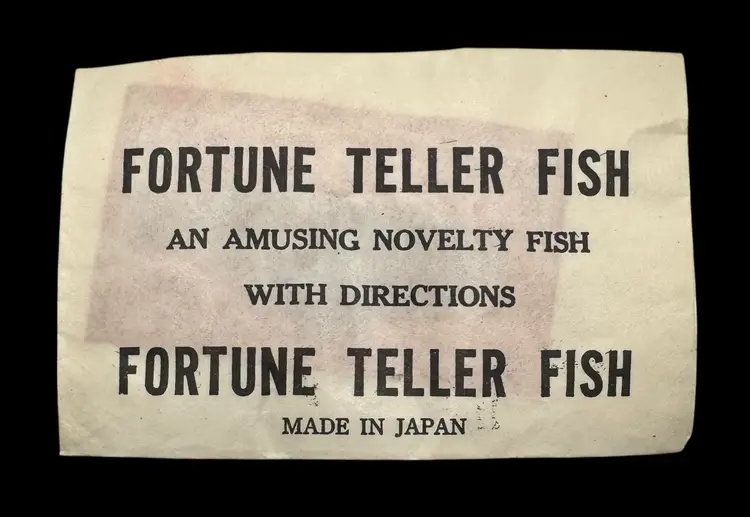 FORTUNE TELLER FISH
AN AMUSING NOVELTY FISH
WITH DIRECTIONS
FORTUNE TELLER FISH
MADE IN JAPAN